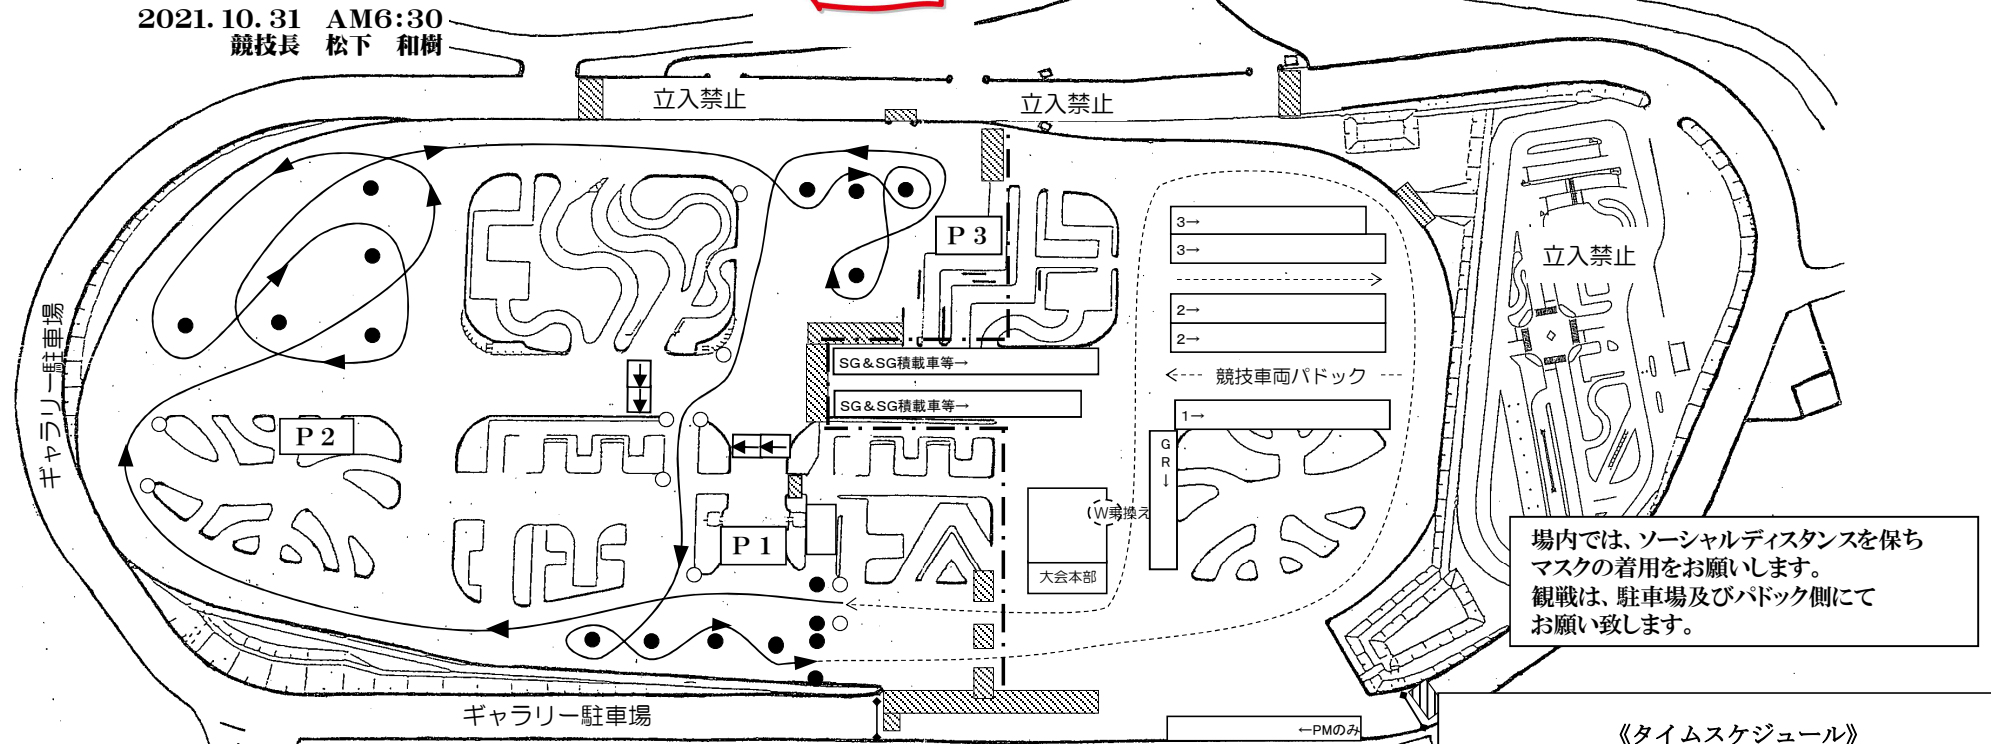 2021.10.31 AM6:30
競技長 松下 和樹
立入禁止
立入禁止
P 3
3→
3→
立入禁止
2→
2→
ギャラリー駐車場
SG&SG積載車等→
競技車両パドック
SG&SG積載車等→
1→
P 2
GR↓
W乗換え
P 1
大会本部
場内では、ソーシャルディスタンスを保ち
マスクの着用をお願いします。
観戦は、駐車場及びパドック側にて
お願い致します。
ギャラリー駐車場
←PMのみ
《タイムスケジュール》